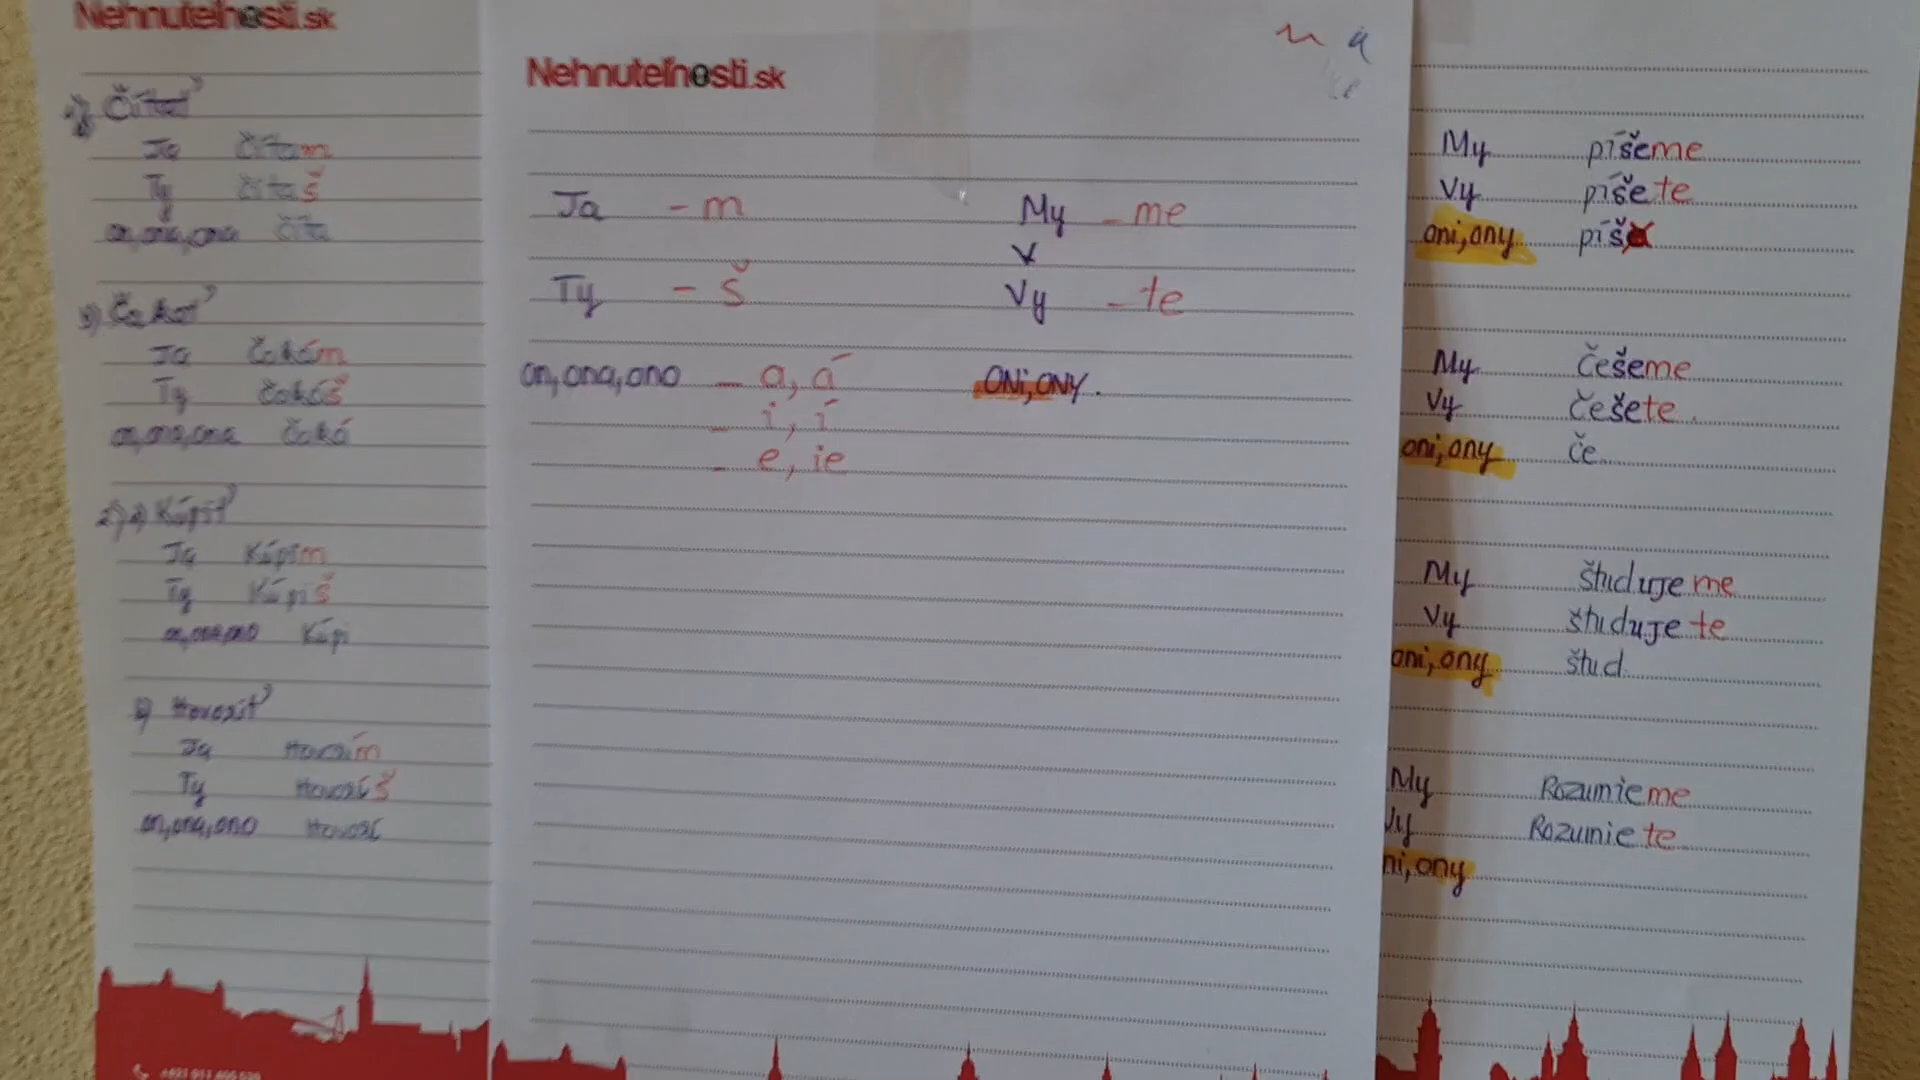 Nehnuteľnosti.sk
Čítať
Ja čítam
Ty čítaš
on, ona, ono číta
Čakať
Ja čakám
Ty čakáš
on, ona, ono čaká
Kúpiť
Ja Kúpim
Ty Kúpiš
on, ona, ono Kúpi
Hovoriť
Ja Hovorím
Ty Hovoríš
on, ona, ono Hovorí
Nehnuteľnosti.sk
Ja - m My - me
Ty - š Vy - te
on, ona, ono - a, á ONI, ONY.
- i, í
- e, ie
My píšeme
Vy píšete
oni, ony píš
My Češeme
Vy Češete
oni, ony če
My študujeme
Vy študujete
oni, ony štud
My Rozumieme
Vy Rozumiete
ni, ony